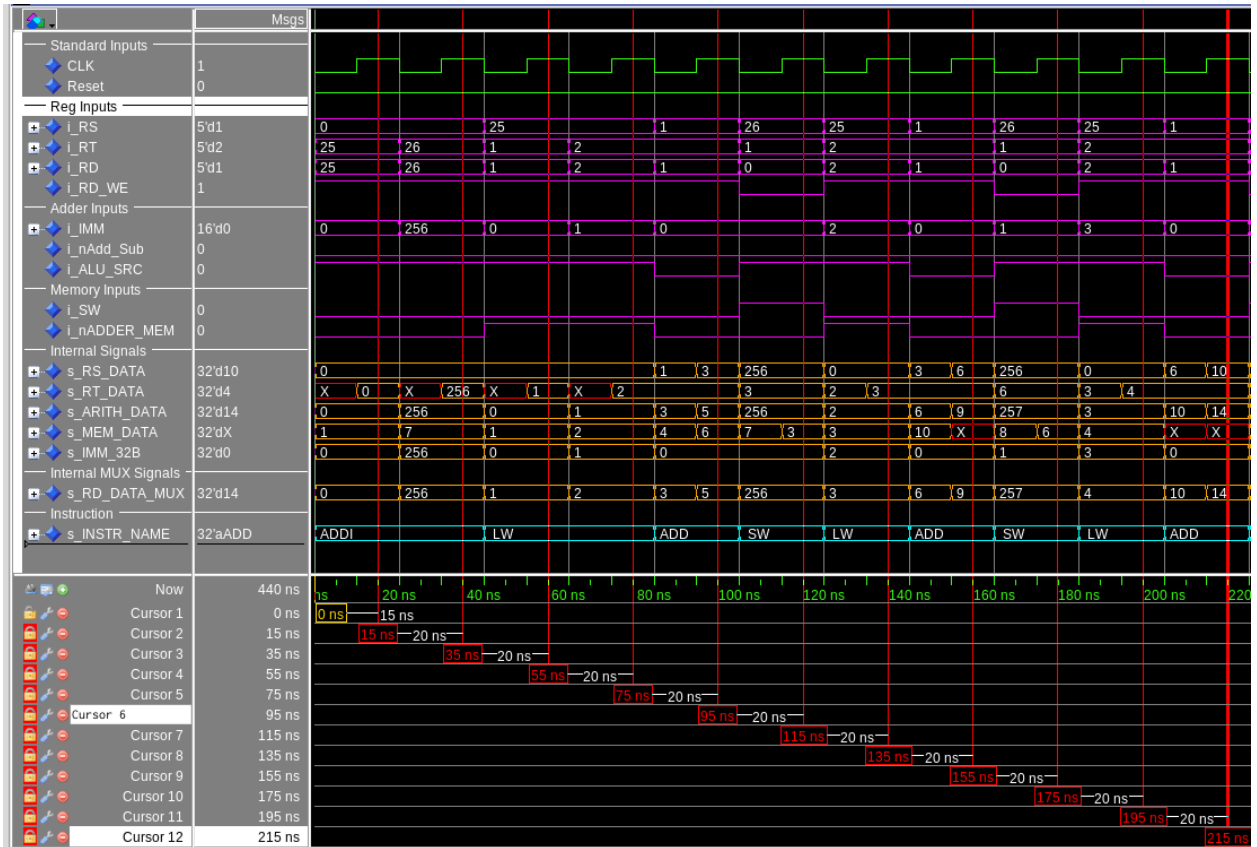 Msgs
Standard Inputs
CLK 1
Reset 0
Reg Inputs
i_RS 5'd1 0 25 1 26 25 1 26 25 1
i_RT 5'd2 25 26 1 2 1 2 1 2
i_RD 5'd1 25 26 1 2 1 0 2 1 0 2 1
i_RD_WE 1
Adder Inputs
i_IMM 16'd0 0 256 0 1 0 2 0 1 3 0
i_nAdd_Sub 0
i_ALU_SRC 0
Memory Inputs
i_SW 0
i_nADDER_MEM 0
Internal Signals
s_RS_DATA 32'd10 0 1 3 256 0 3 6 256 0 6 10
s_RT_DATA 32'd4 X 0 X 256 X 1 X 2 3 2 3 6 3 4
s_ARITH_DATA 32'd14 0 256 0 1 3 5 256 2 6 9 257 3 10 14
s_MEM_DATA 32'dX 1 7 1 2 4 6 7 3 3 10 X 8 6 4 X X
s_IMM_32B 32'd0 0 256 0 1 0 2 0 1 3 0
Internal MUX Signals
s_RD_DATA_MUX 32'd14 0 256 1 2 3 5 256 3 6 9 257 4 10 14
Instruction
s_INSTR_NAME 32'aADD ADDI LW ADD SW LW ADD SW LW ADD
Now 440 ns ns 20 ns 40 ns 60 ns 80 ns 100 ns 120 ns 140 ns 160 ns 180 ns 200 ns 220
Cursor 1 0 ns 0 ns 15 ns
Cursor 2 15 ns 15 ns 20 ns
Cursor 3 35 ns 35 ns 20 ns
Cursor 4 55 ns 55 ns 20 ns
Cursor 5 75 ns 75 ns 20 ns
Cursor 6 95 ns 95 ns 20 ns
Cursor 7 115 ns 115 ns 20 ns
Cursor 8 135 ns 135 ns 20 ns
Cursor 9 155 ns 155 ns 20 ns
Cursor 10 175 ns 175 ns 20 ns
Cursor 11 195 ns 195 ns 20 ns
Cursor 12 215 ns 215 ns